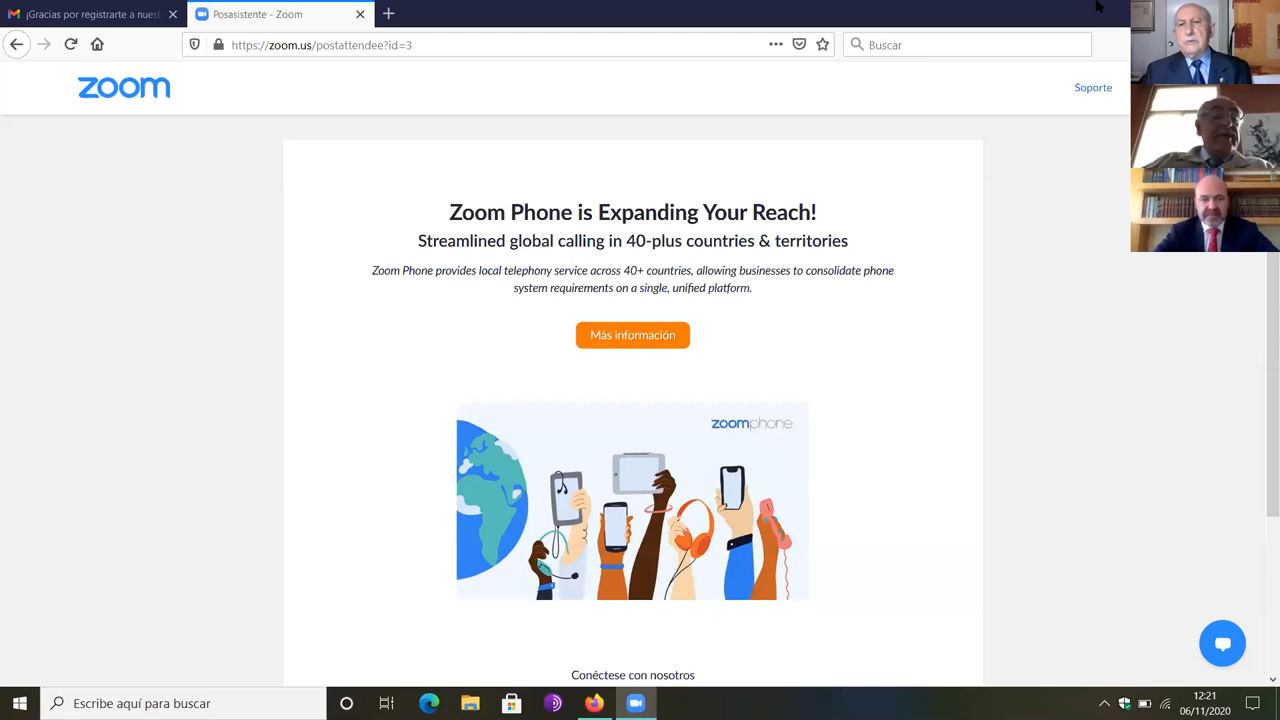 ¡Gracias por registrarte a nuest
Posasistente - Zoom
https://zoom.us/postattendee?id=3
Buscar
zoom
Soporte
Zoom Phone is Expanding Your Reach!
Streamlined global calling in 40-plus countries & territories
Zoom Phone provides local telephony service across 40+ countries, allowing businesses to consolidate phone
system requirements on a single, unified platform.
Más información
zoomphone
Conéctese con nosotros
Escribe aquí para buscar
12:21
06/11/2020